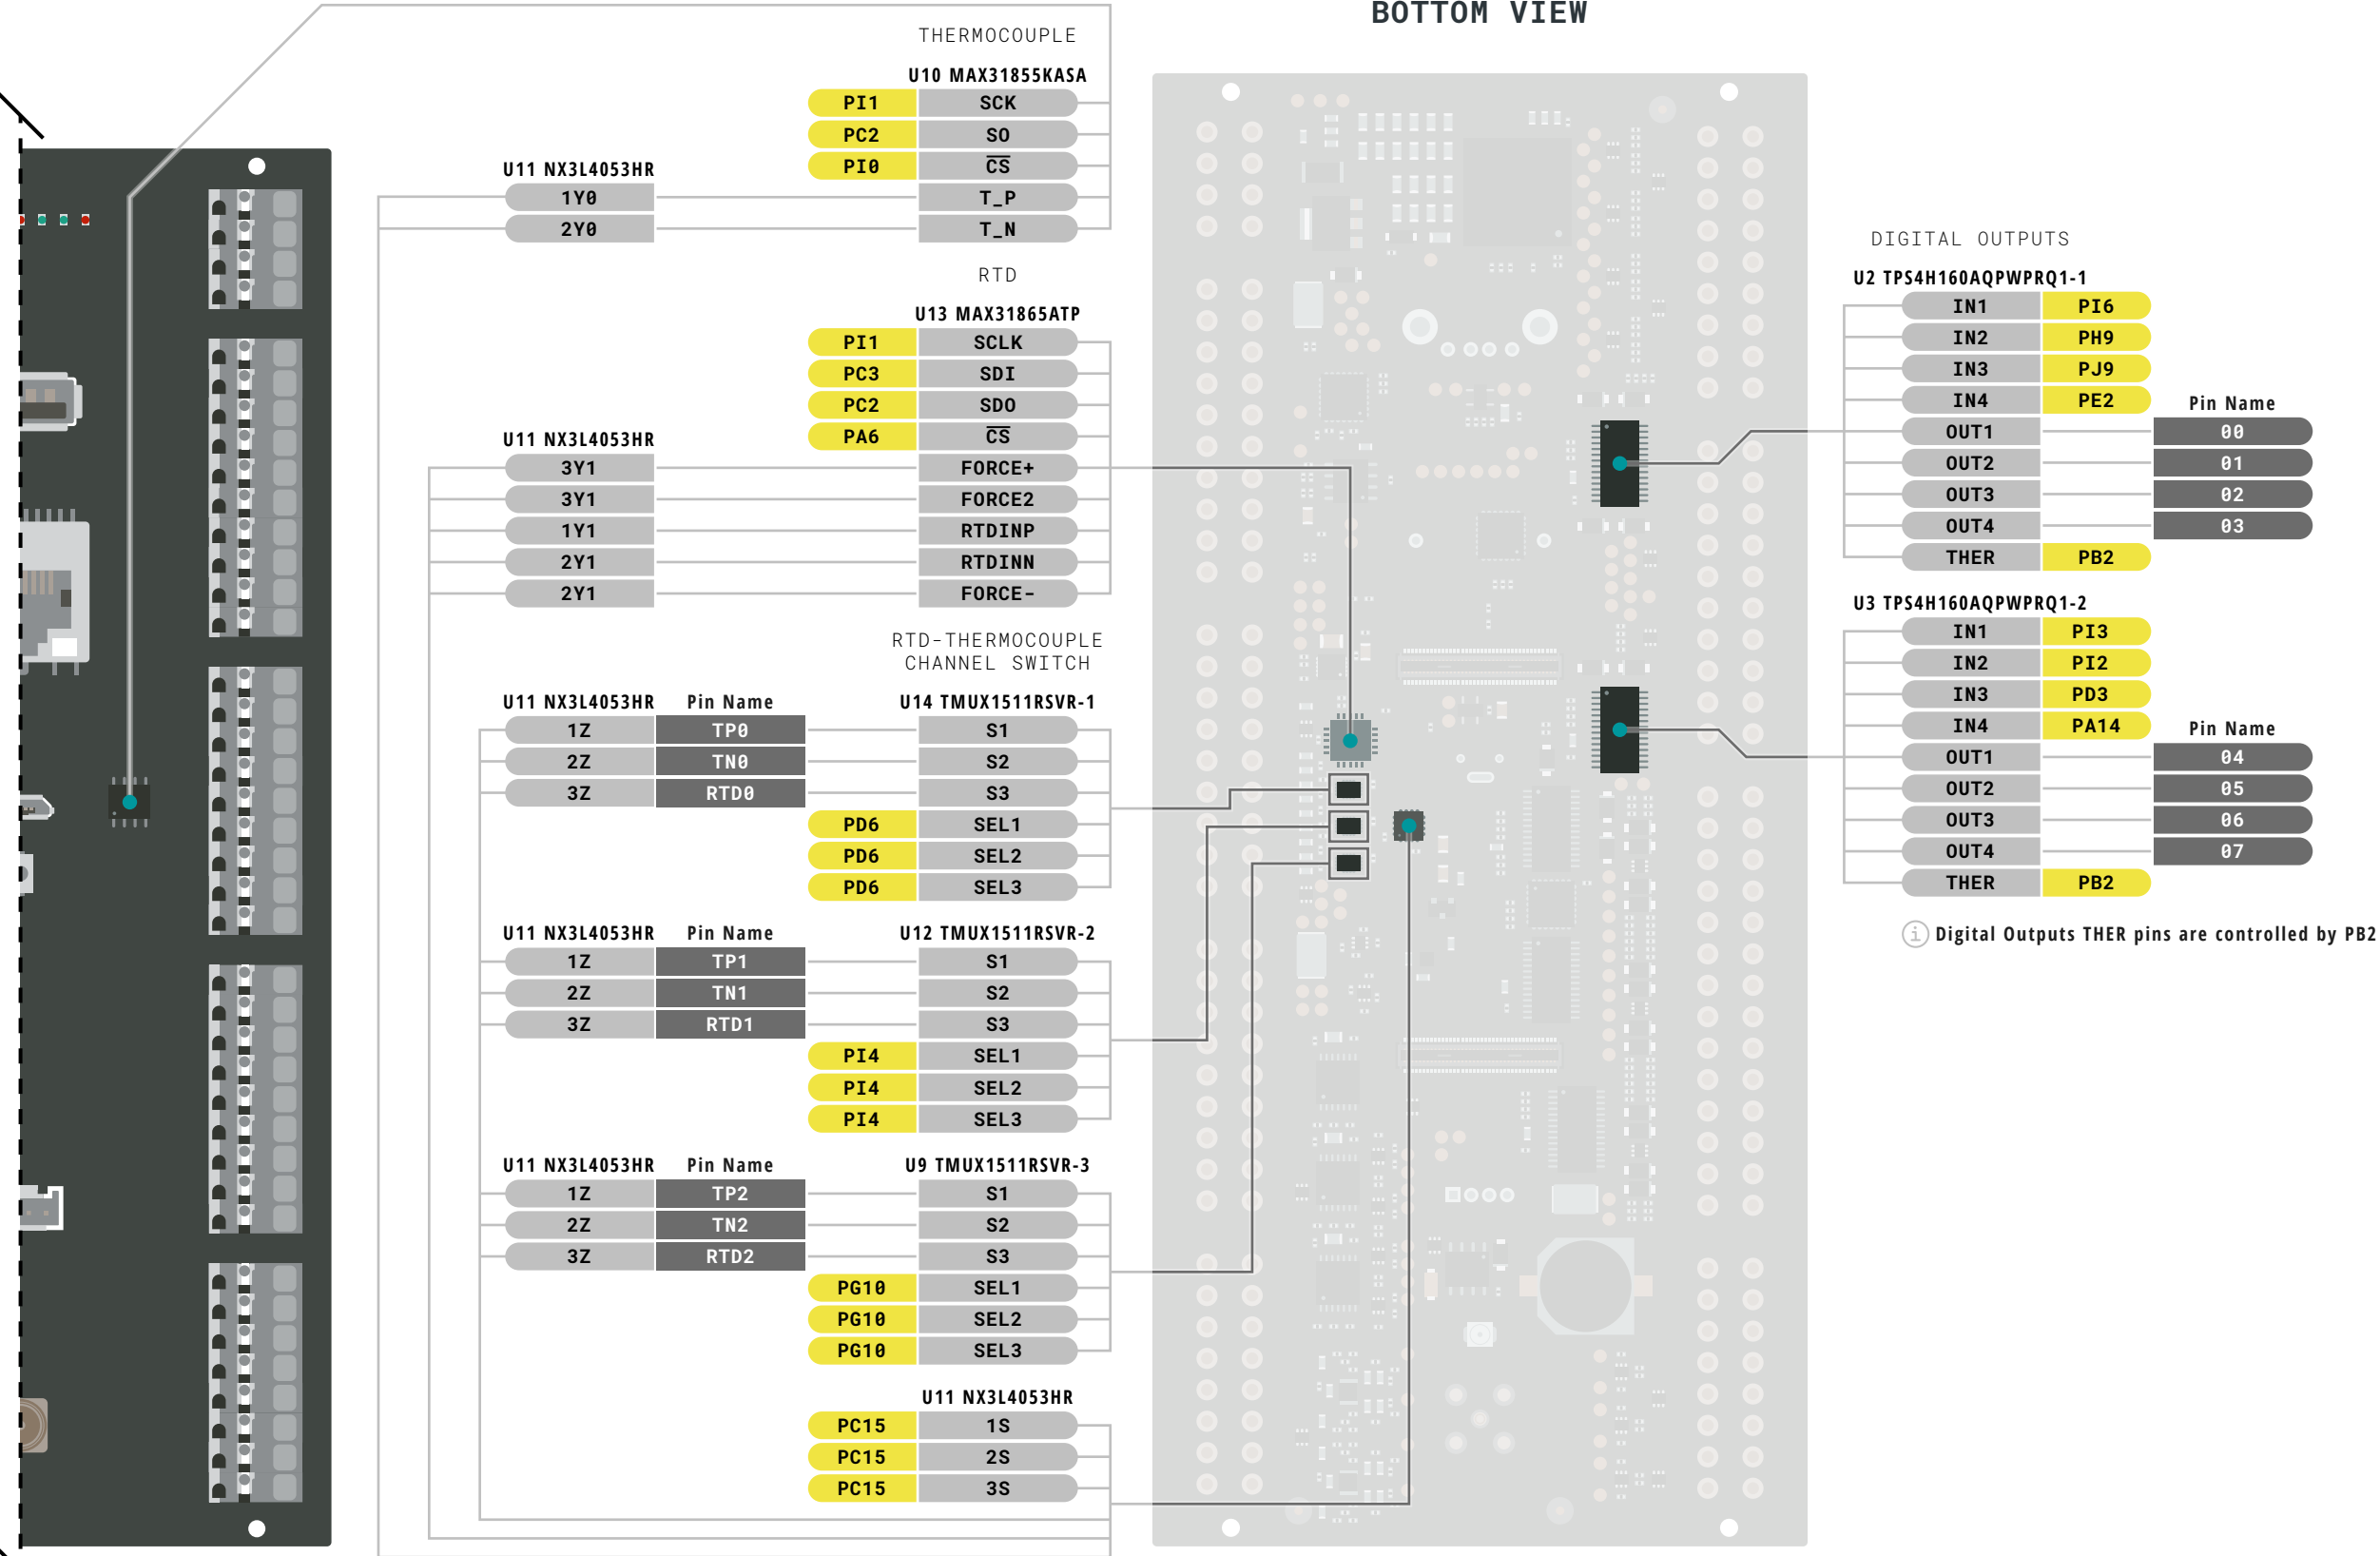 BOTTOM VIEW
THERMOCOUPLE
U10 MAX31855KASA
PI1 SCK
PC2 SO
U11 NX3L4053HR PI0 CS
1Y0 T_P
2Y0 T_N
RTD
U13 MAX31865ATP
PI1 SCLK
PC3 SDI
PC2 SDO
U11 NX3L4053HR PA6 CS
3Y1 FORCE+
3Y1 FORCE2
1Y1 RTDINP
2Y1 RTDINN
2Y1 FORCE-
RTD-THERMOCOUPLE
CHANNEL SWITCH
U11 NX3L4053HR Pin Name U14 TMUX1511RSVR-1
1Z TP0 S1
2Z TN0 S2
3Z RTD0 S3
PD6 SEL1
PD6 SEL2
PD6 SEL3
U11 NX3L4053HR Pin Name U12 TMUX1511RSVR-2
1Z TP1 S1
2Z TN1 S2
3Z RTD1 S3
PI4 SEL1
PI4 SEL2
PI4 SEL3
U11 NX3L4053HR Pin Name U9 TMUX1511RSVR-3
1Z TP2 S1
2Z TN2 S2
3Z RTD2 S3
PG10 SEL1
PG10 SEL2
PG10 SEL3
U11 NX3L4053HR
PC15 1S
PC15 2S
PC15 3S
DIGITAL OUTPUTS
U2 TPS4H160AQPWPRQ1-1
IN1 PI6
IN2 PH9
IN3 PJ9
IN4 PE2 Pin Name
OUT1 00
OUT2 01
OUT3 02
OUT4 03
THER PB2
U3 TPS4H160AQPWPRQ1-2
IN1 PI3
IN2 PI2
IN3 PD3
IN4 PA14 Pin Name
OUT1 04
OUT2 05
OUT3 06
OUT4 07
THER PB2
i Digital Outputs THER pins are controlled by PB2